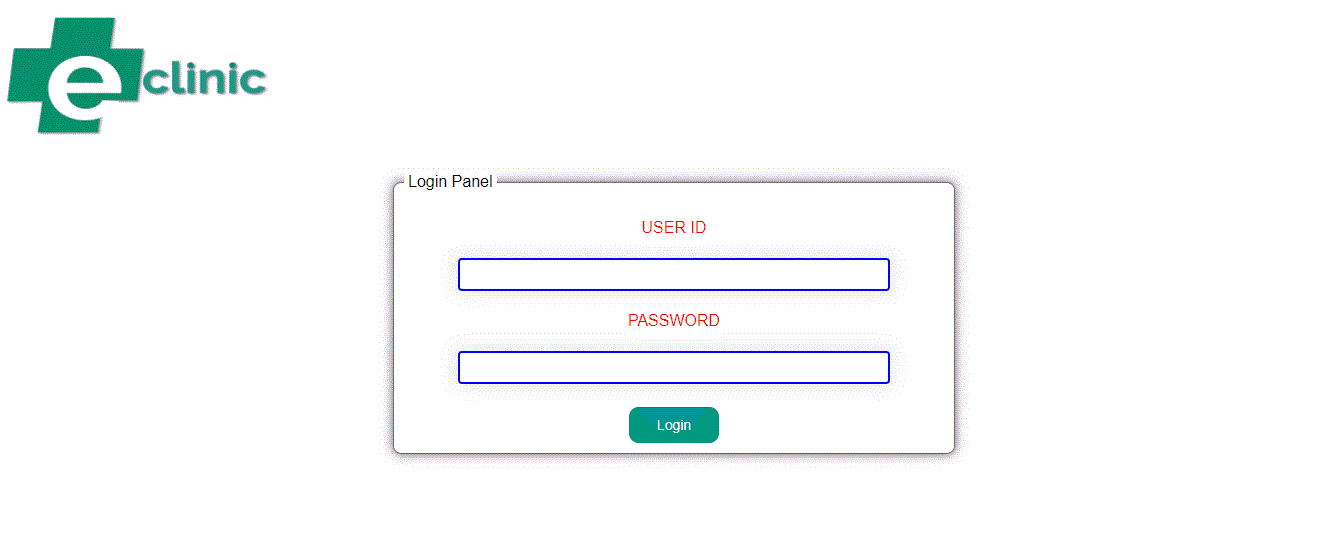 eclinic
Login Panel
USER ID
PASSWORD
Login